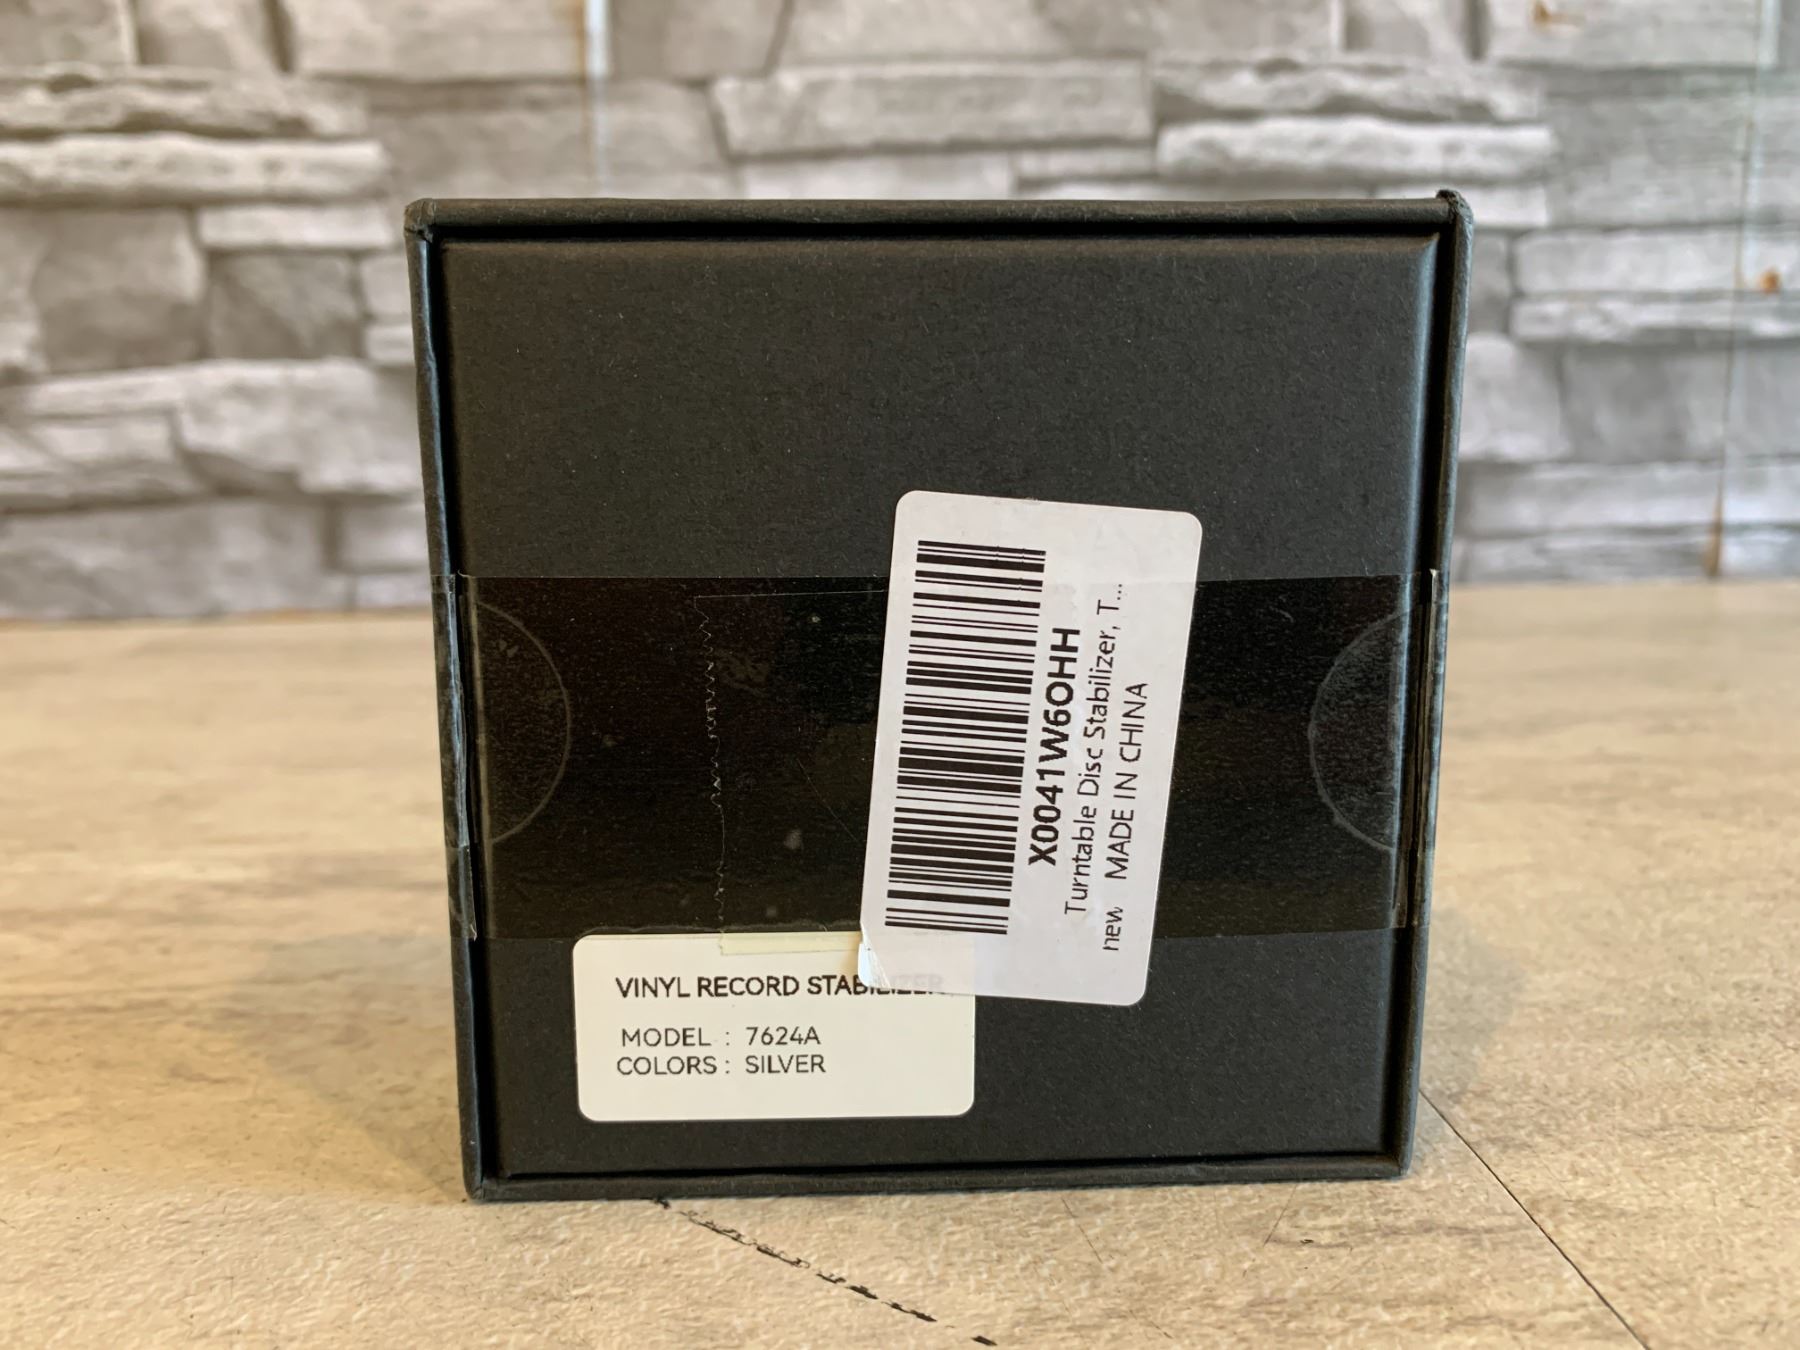 X0041W6OHH
Turntable Disc Stabilizer, T...
new MADE IN CHINA
VINYL RECORD STABILIZER
MODEL : 7624A
COLORS : SILVER